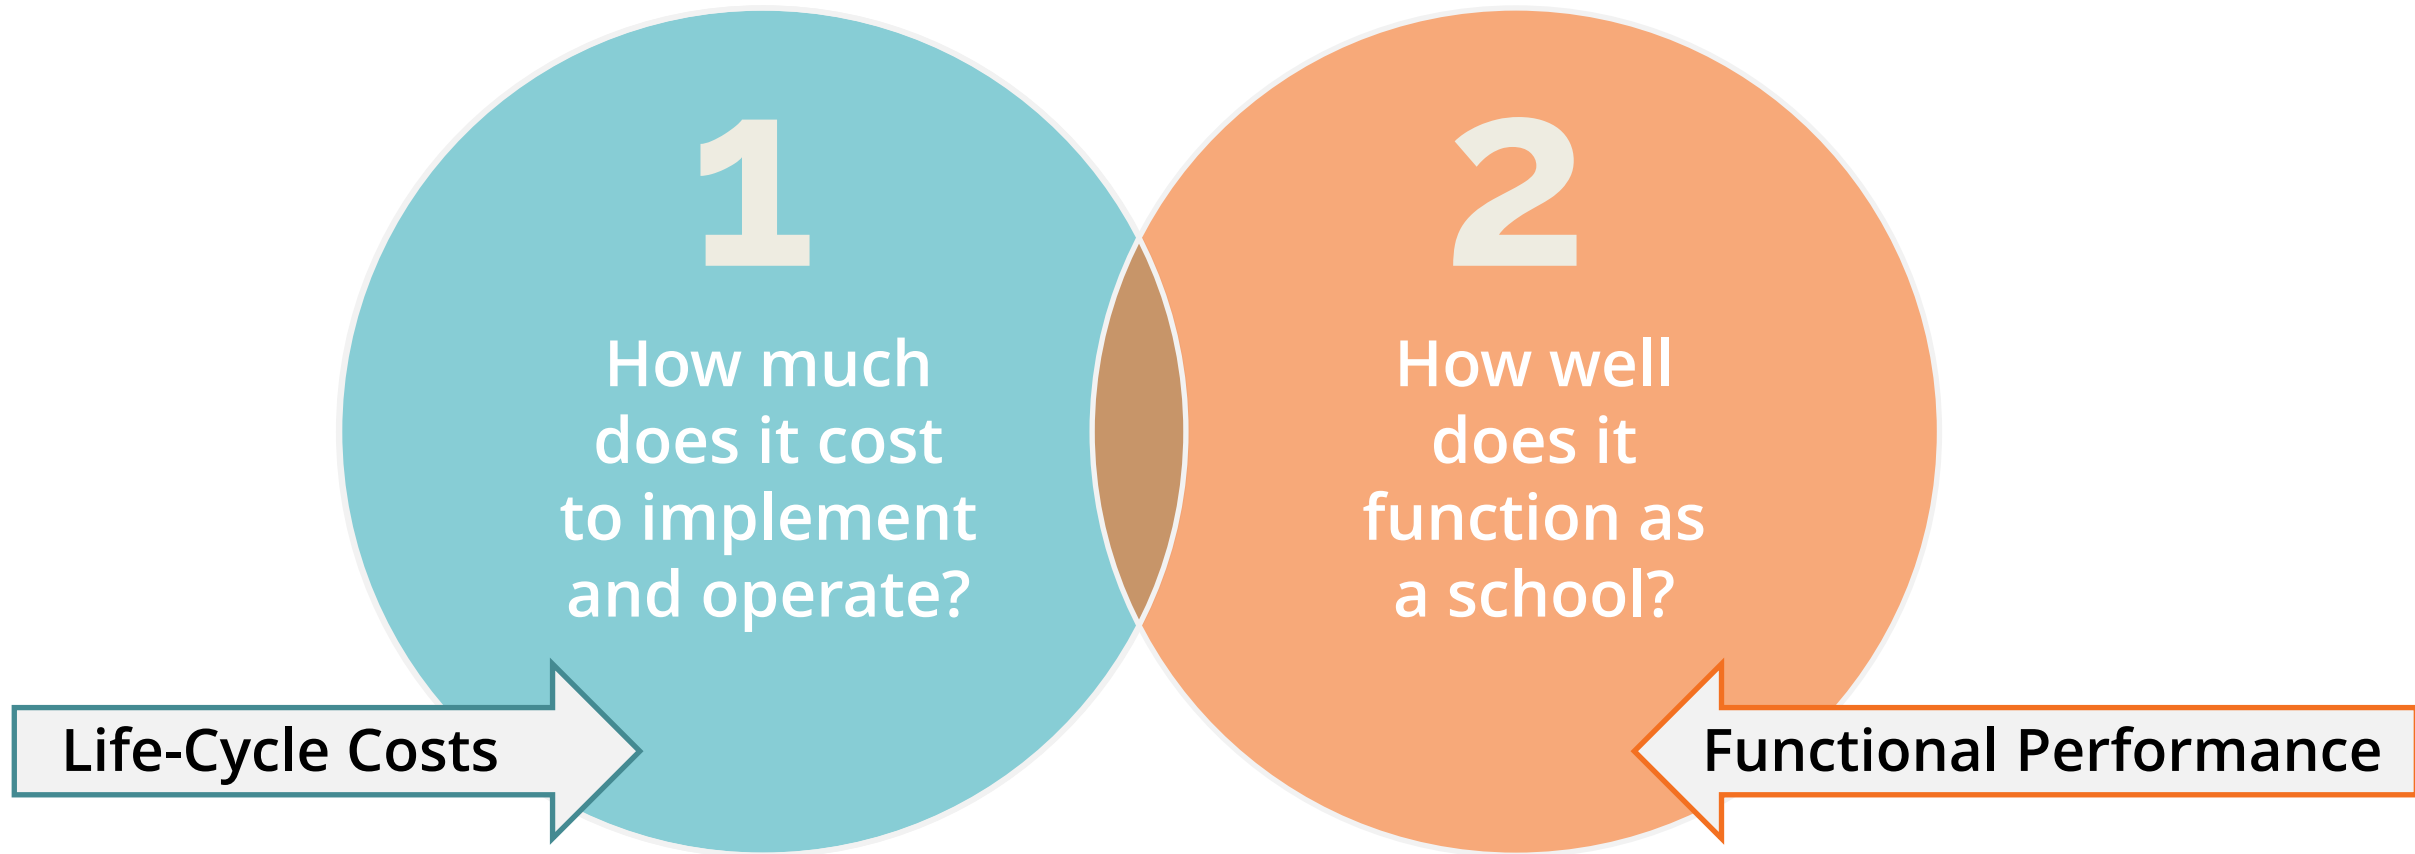 1
How much
does it cost
to implement
and operate?
Life-Cycle Costs
2
How well
does it
function as
a school?
Functional Performance